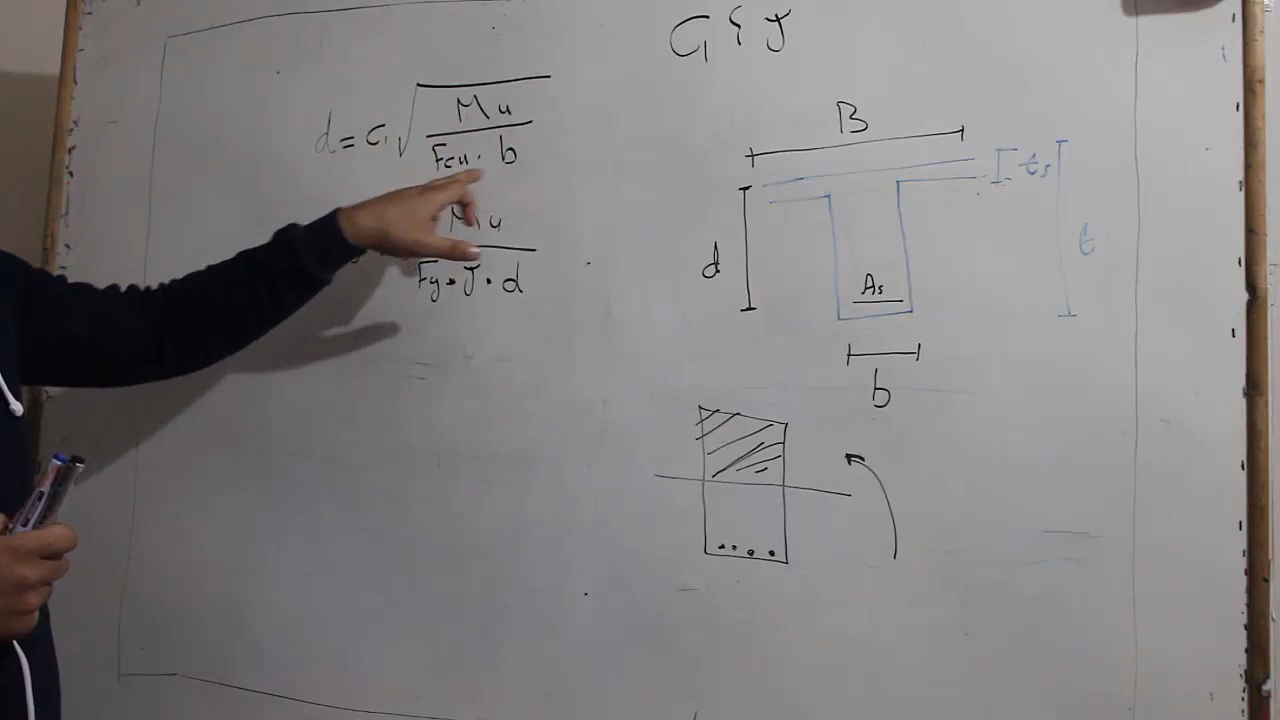 C₁ & J
d = C₁ √(Mu / Fcu · b)
Mu / Fy · J · d
B
ts
t
d
As
b